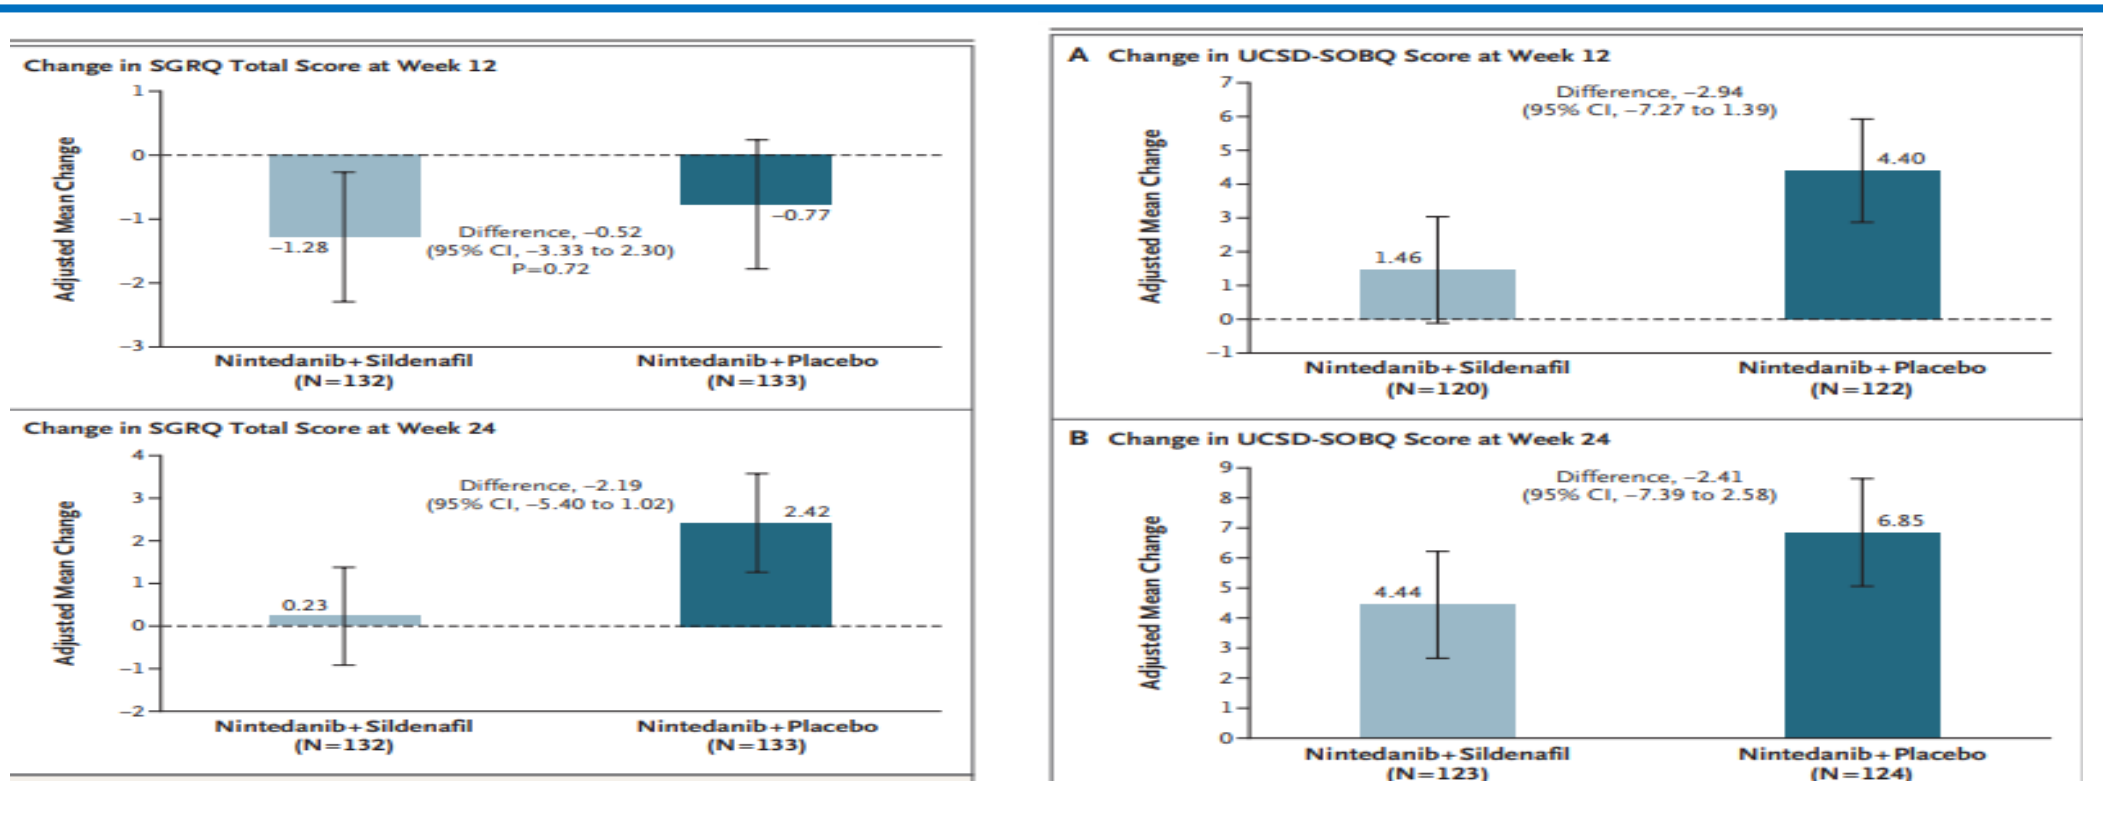 Change in SGRQ Total Score at Week 12
Adjusted Mean Change
1
0
−1
−2
−3
−1.28
Difference, −0.52
(95% CI, −3.33 to 2.30)
P=0.72
−0.77
Nintedanib+Sildenafil
(N=132)
Nintedanib+Placebo
(N=133)
Change in SGRQ Total Score at Week 24
Adjusted Mean Change
4
3
2
1
0
−1
−2
0.23
Difference, −2.19
(95% CI, −5.40 to 1.02)
2.42
Nintedanib+Sildenafil
(N=132)
Nintedanib+Placebo
(N=133)
A Change in UCSD-SOBQ Score at Week 12
Adjusted Mean Change
7
6
5
4
3
2
1
0
−1
1.46
Difference, −2.94
(95% CI, −7.27 to 1.39)
4.40
Nintedanib+Sildenafil
(N=120)
Nintedanib+Placebo
(N=122)
B Change in UCSD-SOBQ Score at Week 24
Adjusted Mean Change
9
8
7
6
5
4
3
2
1
0
4.44
Difference, −2.41
(95% CI, −7.39 to 2.58)
6.85
Nintedanib+Sildenafil
(N=123)
Nintedanib+Placebo
(N=124)